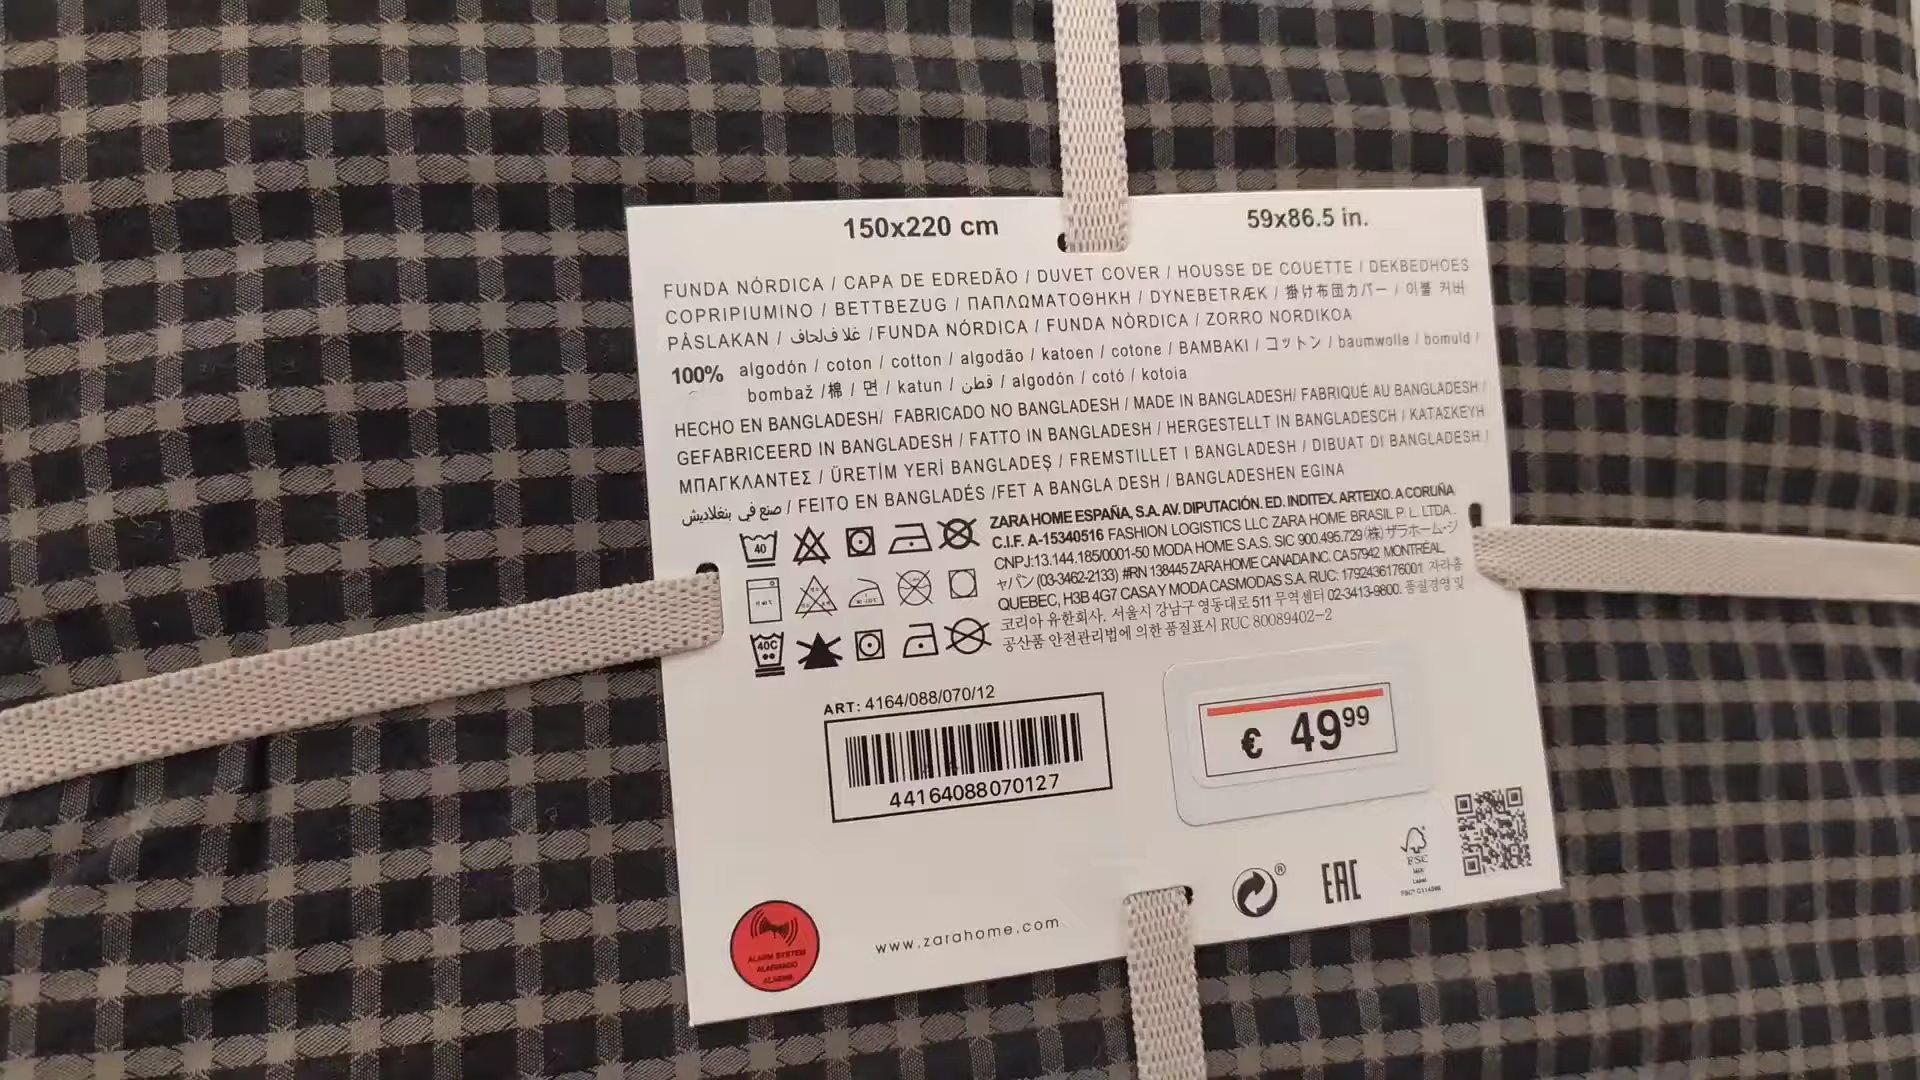 150x220 cm
59x86.5 in.
FUNDA NÓRDICA / CAPA DE EDREDÃO / DUVET COVER / HOUSSE DE COUETTE / DEKBEDHOES
COPRIPIUMINO / BETTBEZUG / ΠΑΠΛΩΜΑΤΟΘΗΚΗ / DYNEBETRÆK / 掛け布団カバー / 이불 커버
PÅSLAKAN / غلاف لحاف / FUNDA NÓRDICA / FUNDA NÒRDICA / ZORRO NORDIKOA
100% algodón / coton / cotton / algodão / katoen / cotone / BAMBAKI / コットン / baumwolle / bomuld /
bombaž /棉 / 면 / katun / قطن / algodón / cotó / kotoia
HECHO EN BANGLADESH/ FABRICADO NO BANGLADESH / MADE IN BANGLADESH/ FABRIQUÉ AU BANGLADESH /
GEFABRICEERD IN BANGLADESH / FATTO IN BANGLADESH / HERGESTELLT IN BANGLADESCH / ΚΑΤΑΣΚΕΥΗ
ΜΠΑΓΚΛΑΝΤΕΣ / ÜRETİM YERİ BANGLADEŞ / FREMSTILLET I BANGLADESH / DIBUAT DI BANGLADESH /
صنع في بنغلاديش / FEITO EN BANGLADÉS /FET A BANGLA DESH / BANGLADESHEN EGINA
ZARA HOME ESPAÑA, S.A. AV. DIPUTACIÓN. ED. INDITEX. ARTEIXO. A CORUÑA
C.I.F. A-15340516 FASHION LOGISTICS LLC ZARA HOME BRASIL P. L. LTDA.
CNPJ:13.144.185/0001-50 MODA HOME S.A.S. SIC 900.495.729 (株) ザラホーム・ジ
ャパン (03-3462-2133) #RN 138445 ZARA HOME CANADA INC. CA 57942 MONTRÉAL,
QUEBEC, H3B 4G7 CASA Y MODA CASMODAS S.A. RUC: 1792436176001 자라홈
코리아 유한회사. 서울시 강남구 영동대로 511 무역센터 02-3413-9800. 품질경영 및
공산품 안전관리법에 의한 품질표시 RUC 80089402-2
40
40C
ART: 4164/088/070/12
44164088070127
€ 49 99
®
EAC
FSC
MIX
Label
ALARM SYSTEM
ALARMADO
www.zarahome.com